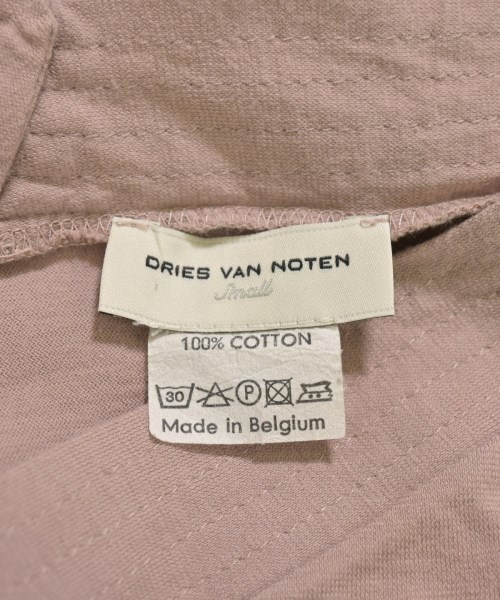 DRIES VAN NOTEN
Small
100% COTTON
30 P
Made in Belgium